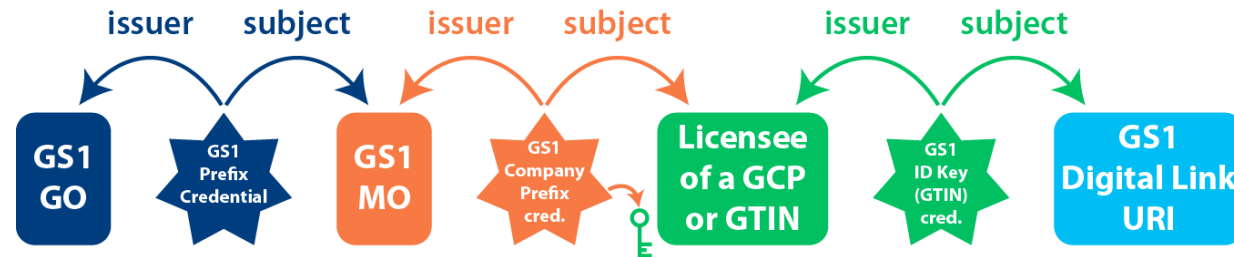 issuer
subject
issuer
subject
issuer
subject
GS1
GO
GS1
Prefix
Credential
GS1
MO
GS1
Company
Prefix
cred.
Licensee
of a GCP
or GTIN
GS1
ID Key
(GTIN)
cred.
GS1
Digital Link
URI